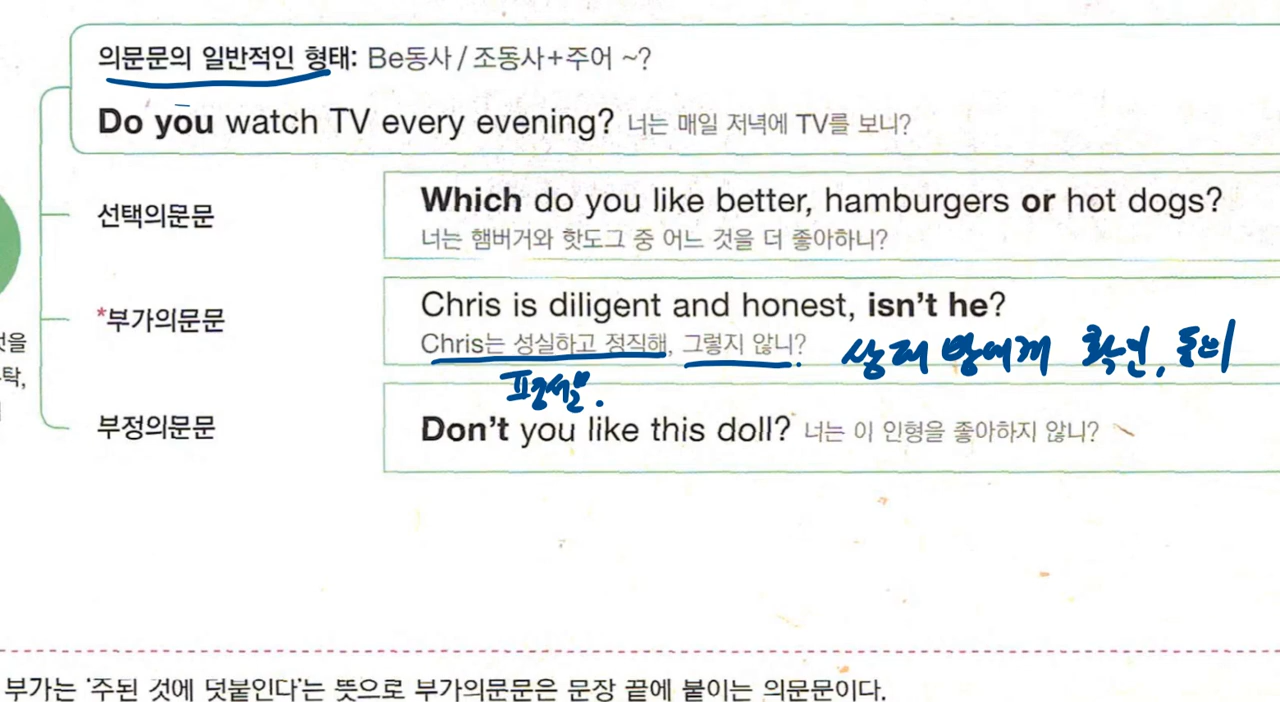 의문문의 일반적인 형태: Be동사 / 조동사+주어 ~?
Do you watch TV every evening? 너는 매일 저녁에 TV를 보니?
선택의문문
Which do you like better, hamburgers or hot dogs?
너는 햄버거와 핫도그 중 어느 것을 더 좋아하니?
*부가의문문
Chris is diligent and honest, isn't he?
Chris는 성실하고 정직해, 그렇지 않니?
상대방에게 확인, 동의
평서문.
부정의문문
Don't you like this doll? 너는 이 인형을 좋아하지 않니?
것을
탁,
부가는 '주된 것에 덧붙인다'는 뜻으로 부가의문문은 문장 끝에 붙이는 의문문이다.